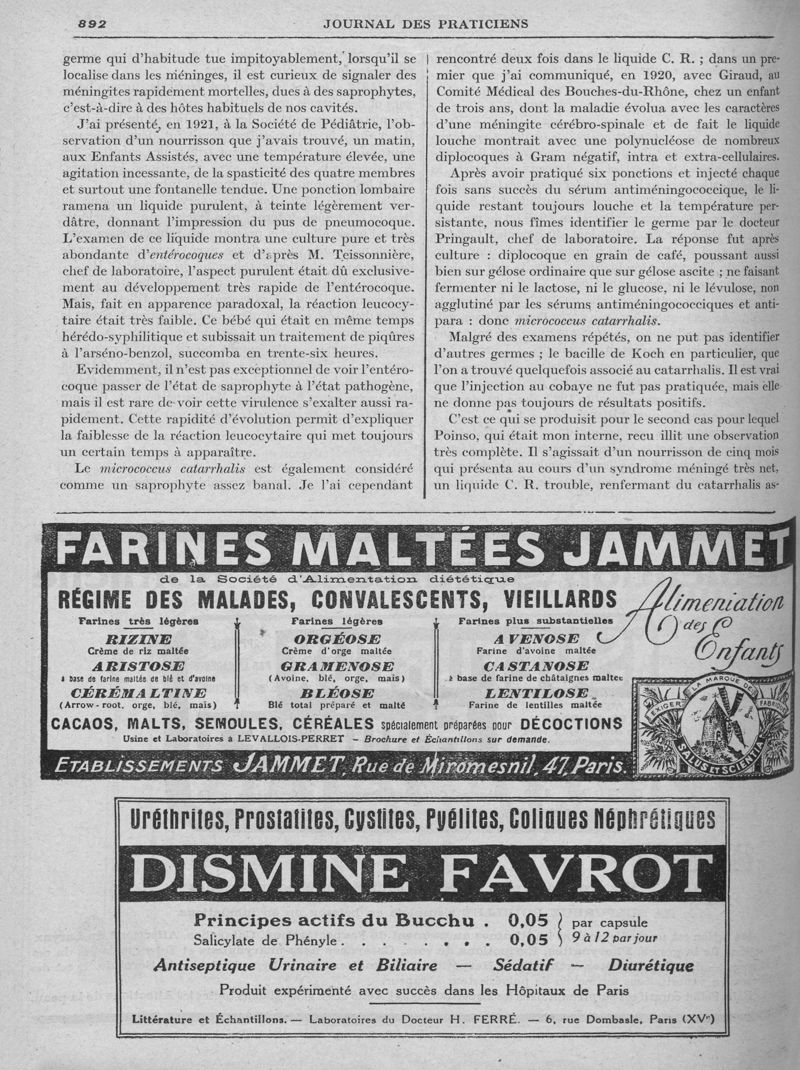 892
JOURNAL DES PRATICIENS
germe qui d'habitude tue impitoyablement, lorsqu'il se
localise dans les méninges, il est curieux de signaler des
méningites rapidement mortelles, dues à des saprophytes,
c'est-à-dire à des hôtes habituels de nos cavités.
J'ai présenté, en 1921, à la Société de Pédiâtrie, l'ob-
servation d'un nourrisson que j'avais trouvé, un matin,
aux Enfants Assistés, avec une température élevée, une
agitation incessante, de la spasticité des quatre membres
et surtout une fontanelle tendue. Une ponction lombaire
ramena un liquide purulent, à teinte légèrement ver-
dâtre, donnant l'impression du pus de pneumocoque.
L'examen de ce liquide montra une culture pure et très
abondante d'entérocoques et d'après M. Teissonnière,
chef de laboratoire, l'aspect purulent était dû exclusive-
ment au développement très rapide de l'entérocoque.
Mais, fait en apparence paradoxal, la réaction leucocy-
taire était très faible. Ce bébé qui était en même temps
hérédo-syphilitique et subissait un traitement de piqûres
à l'arséno-benzol, succomba en trente-six heures.
Evidemment, il n'est pas exceptionnel de voir l'entéro-
coque passer de l'état de saprophyte à l'état pathogène,
mais il est rare de voir cette virulence s'exalter aussi ra-
pidement. Cette rapidité d'évolution permit d'expliquer
la faiblesse de la réaction leucocytaire qui met toujours
un certain temps à apparaître.
Le micrococcus catarrhalis est également considéré
comme un saprophyte assez banal. Je l'ai cependant
rencontré deux fois dans le liquide C. R. ; dans un pre-
mier que j'ai communiqué, en 1920, avec Giraud, au
Comité Médical des Bouches-du-Rhône, chez un enfant
de trois ans, dont la maladie évolua avec les caractères
d'une méningite cérébro-spinale et de fait le liquide
louche montrait avec une polynucléose de nombreux
diplocoques à Gram négatif, intra et extra-cellulaires.
Après avoir pratiqué six ponctions et injecté chaque
fois sans succès du sérum antiméningococcique, le li-
quide restant toujours louche et la température per-
sistante, nous fîmes identifier le germe par le docteur
Pringault, chef de laboratoire. La réponse fut après
culture : diplocoque en grain de café, poussant aussi
bien sur gélose ordinaire que sur gélose ascite ; ne faisant
fermenter ni le lactose, ni le glucose, ni le lévulose, non
agglutiné par les sérums antiméningococciques et anti-
para : donc micrococcus catarrhalis.
Malgré des examens répétés, on ne put pas identifier
d'autres germes ; le bacille de Koch en particulier, que
l'on a trouvé quelquefois associé au catarrhalis. Il est vrai
que l'injection au cobaye ne fut pas pratiquée, mais elle
ne donne pas toujours de résultats positifs.
C'est ce qui se produisit pour le second cas pour lequel
Poinso, qui était mon interne, recu illit une observation
très complète. Il s'agissait d'un nourrisson de cinq mois
qui présenta au cours d'un syndrome méningé très net,
un liquide C. R. trouble, renfermant du catarrhalis as-
FARINES MALTÉES JAMMET
de la Société d'Alimentation diététique
RÉGIME DES MALADES, CONVALESCENTS, VIEILLARDS
Alimentation
des
Enfants
Farines très légères
RIZINE
Crème de riz maltée
ARISTOSE
à base de farine maltée de blé et d'avoine
CÉRÉMALTINE
(Arrow-root, orge, blé, mais)
Farines légères
ORGÉOSE
Crème d'orge maltée
GRAMENOSE
(Avoine, blé, orge, mais)
BLÉOSE
Blé total préparé et malté
Farines plus substantielles
AVENOSE
Farine d'avoine maltée
CASTANOSE
à base de farine de châtaignes maltée
LENTILOSE
Farine de lentilles maltée
CACAOS, MALTS, SEMOULES, CÉRÉALES spécialement préparées pour DÉCOCTIONS
Usine et Laboratoires à LEVALLOIS-PERRET – Brochure et Échantillons sur demande.
EXIGER LA MARQUE DE FABRIQUE
SALUS ET SCIENTIA
ETABLISSEMENTS JAMMET, Rue de Miromesnil, 47, Paris.
Uréthrites, Prostatites, Cystites, Pyélites, Coliques Néphrétiques
DISMINE FAVROT
Principes actifs du Bucchu . 0,05
Salicylate de Phényle . . . . . . . . 0,05
par capsule
9 à 12 par jour
Antiseptique Urinaire et Biliaire — Sédatif — Diurétique
Produit expérimenté avec succès dans les Hôpitaux de Paris
Littérature et Échantillons. — Laboratoires du Docteur H. FERRÉ. — 6, rue Dombasle, Paris (XVᵉ)